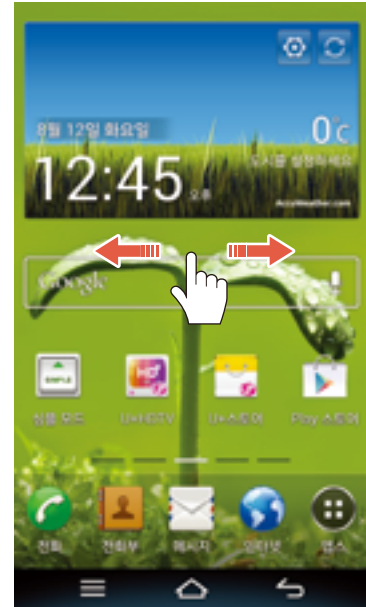 8월 12일 화요일
0°c
도시를 설정하세요
12:45 오후
AccuWeather.com
Google
SIMPLE
심플 모드
U+HDTV
U+스토어
Play 스토어
전화
전화부
메시지
인터넷
앱스